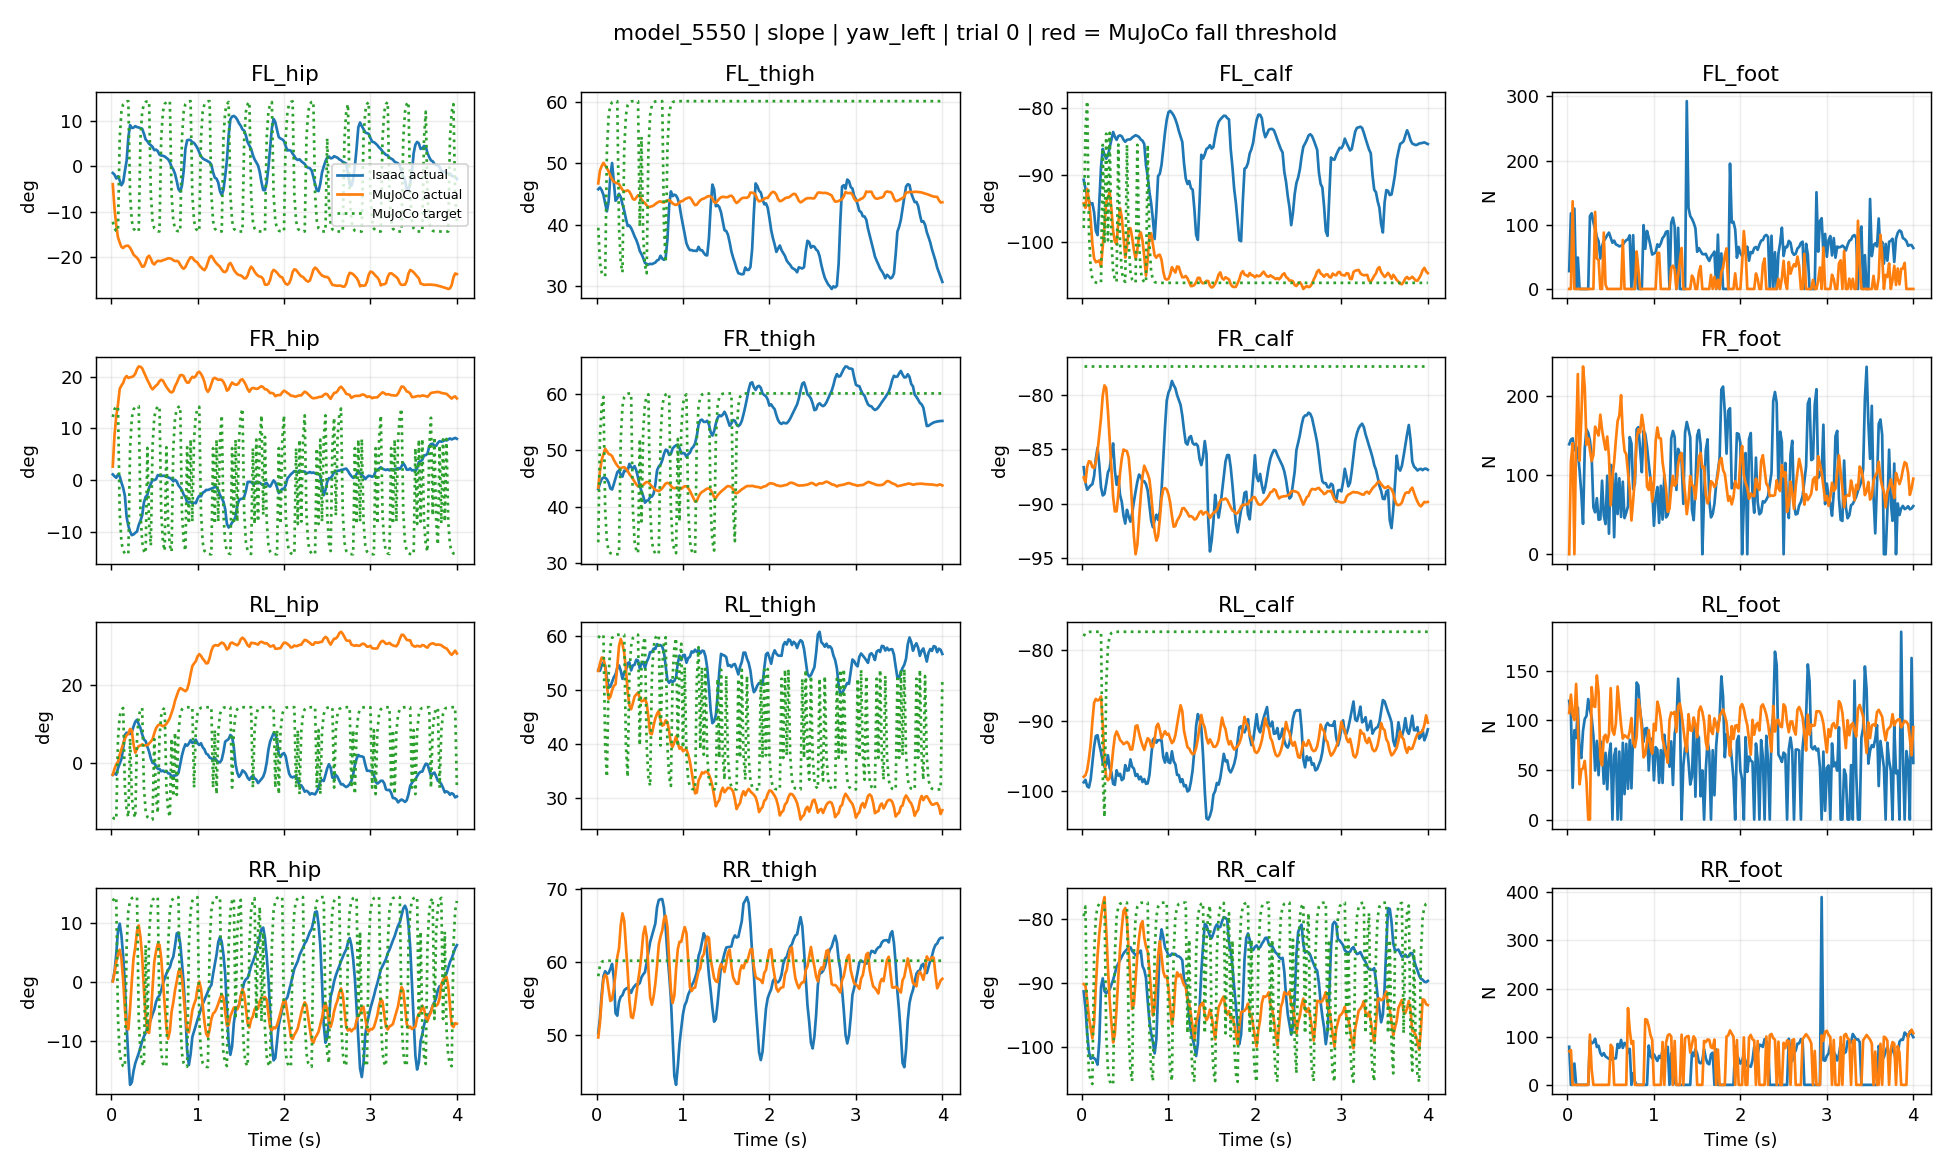 model_5550 | slope | yaw_left | trial 0 | red = MuJoCo fall threshold
FL_hip
FL_thigh
FL_calf
FL_foot
deg
10
0
−10
−20
Isaac actual
MuJoCo actual
MuJoCo target
deg
60
50
40
30
deg
−80
−90
−100
N
300
200
100
0
FR_hip
FR_thigh
FR_calf
FR_foot
deg
20
10
0
−10
deg
60
50
40
30
deg
−80
−85
−90
−95
N
200
100
0
RL_hip
RL_thigh
RL_calf
RL_foot
deg
20
0
deg
60
50
40
30
deg
−80
−90
−100
N
150
100
50
0
RR_hip
RR_thigh
RR_calf
RR_foot
deg
10
0
−10
deg
70
60
50
deg
−80
−90
−100
N
400
300
200
100
0
0 1 2 3 4
0 1 2 3 4
0 1 2 3 4
0 1 2 3 4
Time (s)
Time (s)
Time (s)
Time (s)